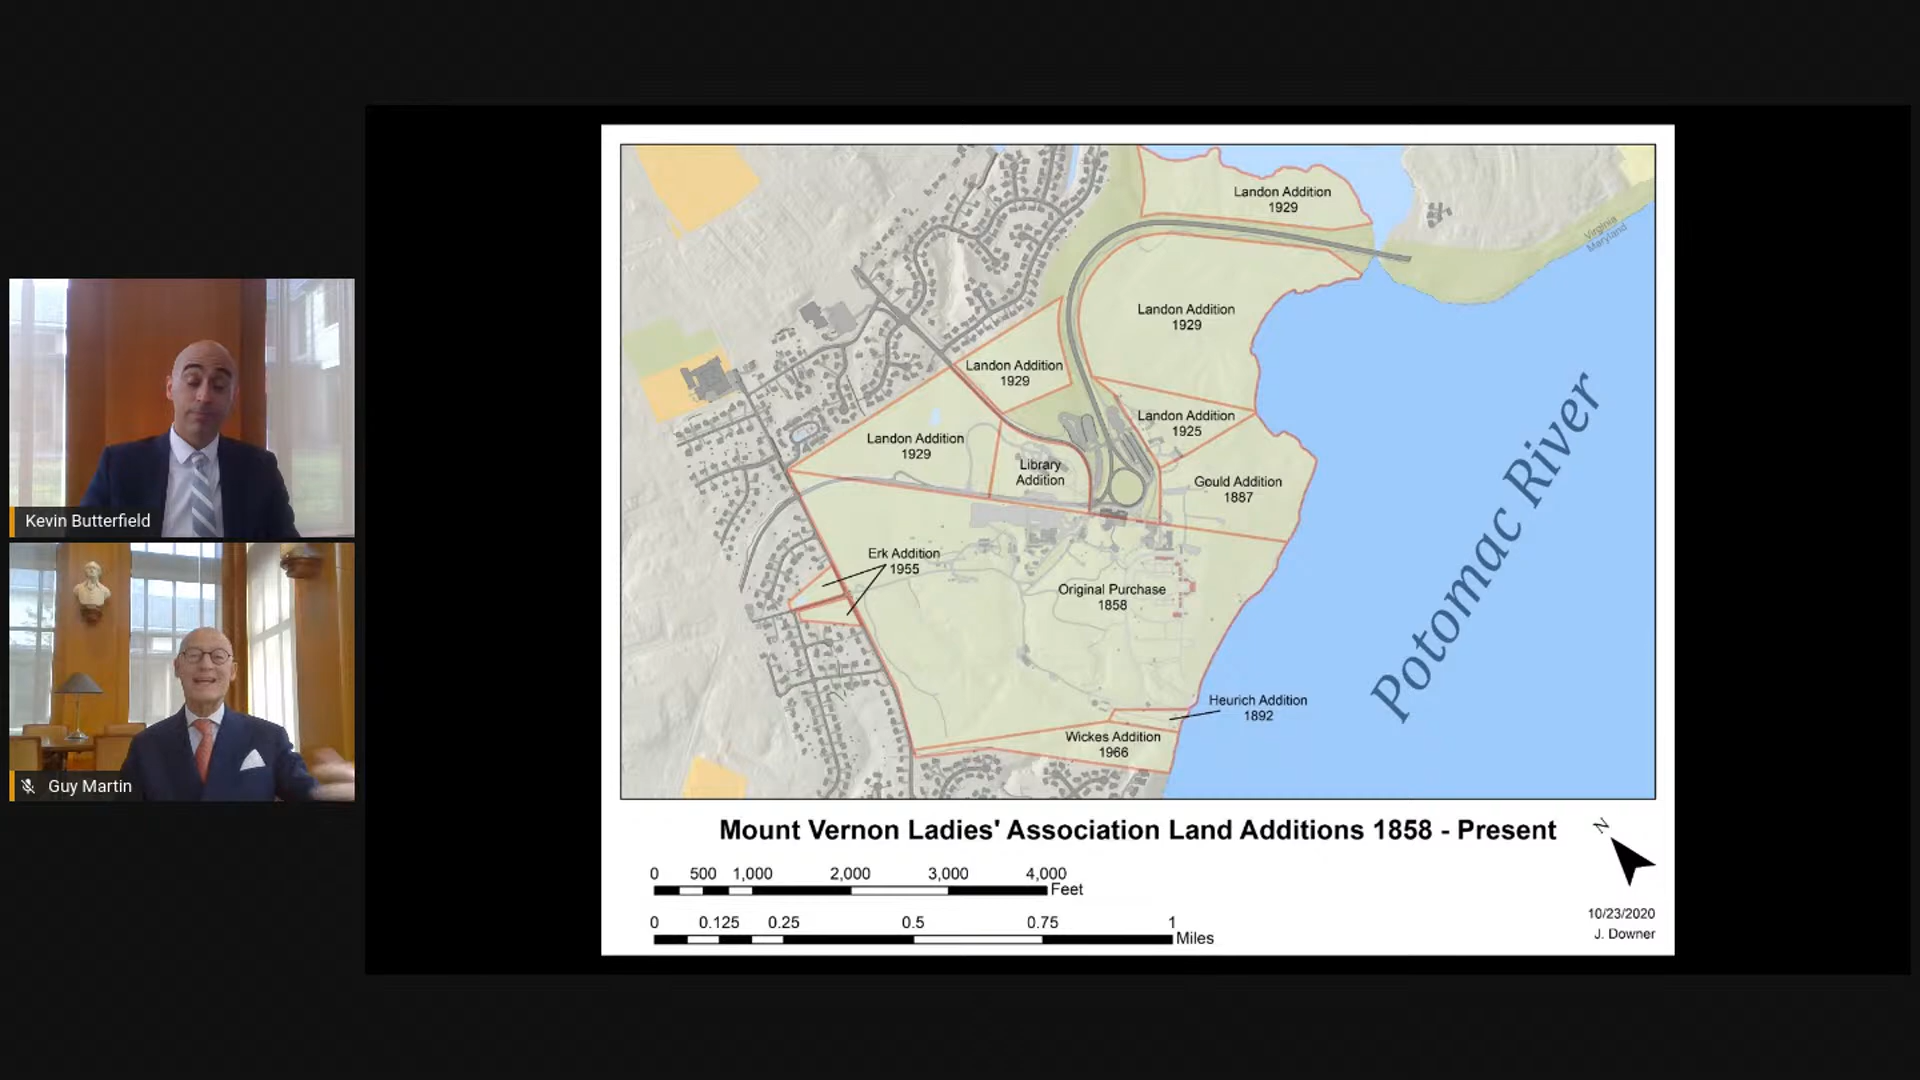 Kevin Butterfield
Guy Martin
Landon Addition
1929
Virginia
Maryland
Landon Addition
1929
Landon Addition
1929
Landon Addition
1925
Landon Addition
1929
Library
Addition
Gould Addition
1887
Erk Addition
1955
Original Purchase
1858
Potomac River
Heurich Addition
1892
Wickes Addition
1966
Mount Vernon Ladies' Association Land Additions 1858 - Present
N
0 500 1,000 2,000 3,000 4,000
Feet
0 0.125 0.25 0.5 0.75 1
Miles
10/23/2020
J. Downer